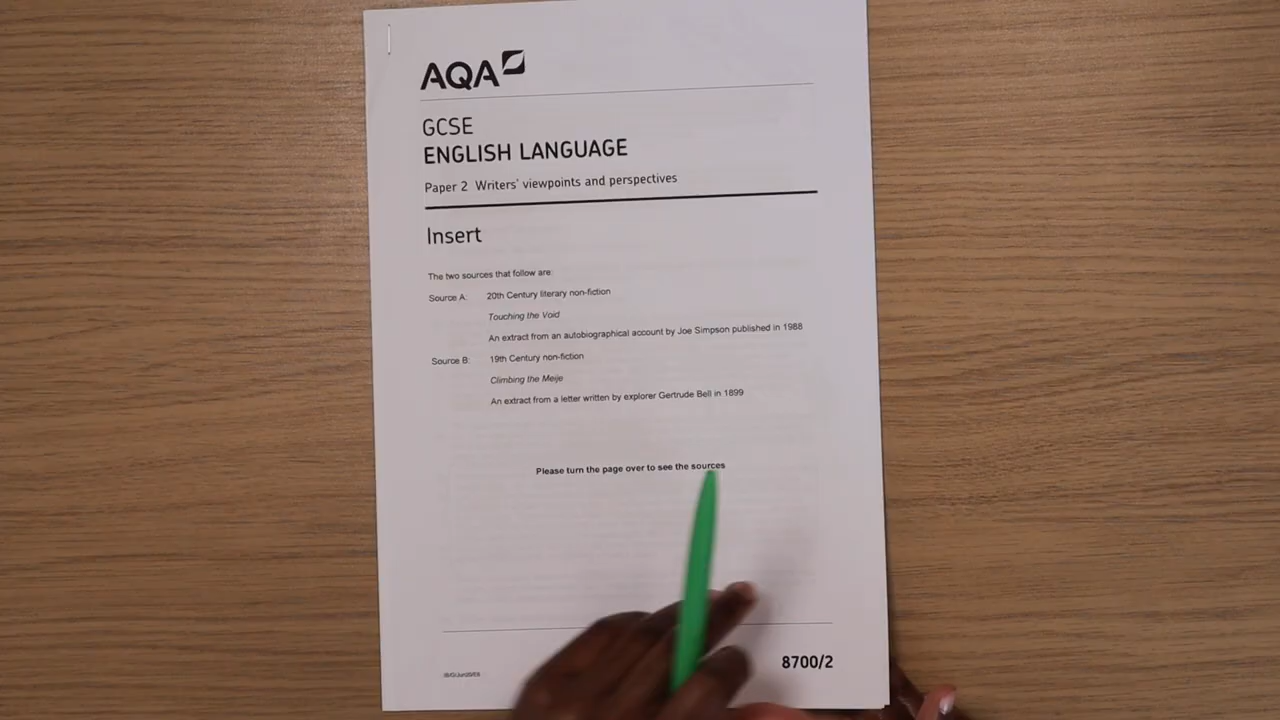 AQA
GCSE
ENGLISH LANGUAGE
Paper 2 Writers' viewpoints and perspectives
Insert
The two sources that follow are:
Source A: 20th Century literary non-fiction
Touching the Void
An extract from an autobiographical account by Joe Simpson published in 1988
Source B: 19th Century non-fiction
Climbing the Meije
An extract from a letter written by explorer Gertrude Bell in 1899
Please turn the page over to see the sources
8700/2